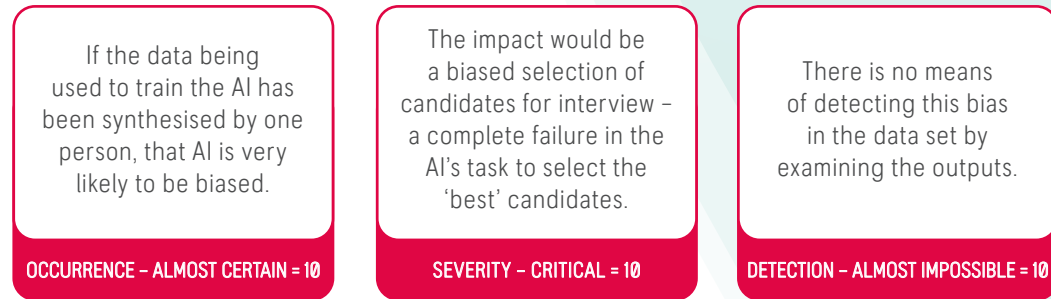 If the data being
used to train the AI has
been synthesised by one
person, that AI is very
likely to be biased.
OCCURRENCE – ALMOST CERTAIN = 10
The impact would be
a biased selection of
candidates for interview –
a complete failure in the
AI's task to select the
'best' candidates.
SEVERITY – CRITICAL = 10
There is no means
of detecting this bias
in the data set by
examining the outputs.
DETECTION – ALMOST IMPOSSIBLE = 10